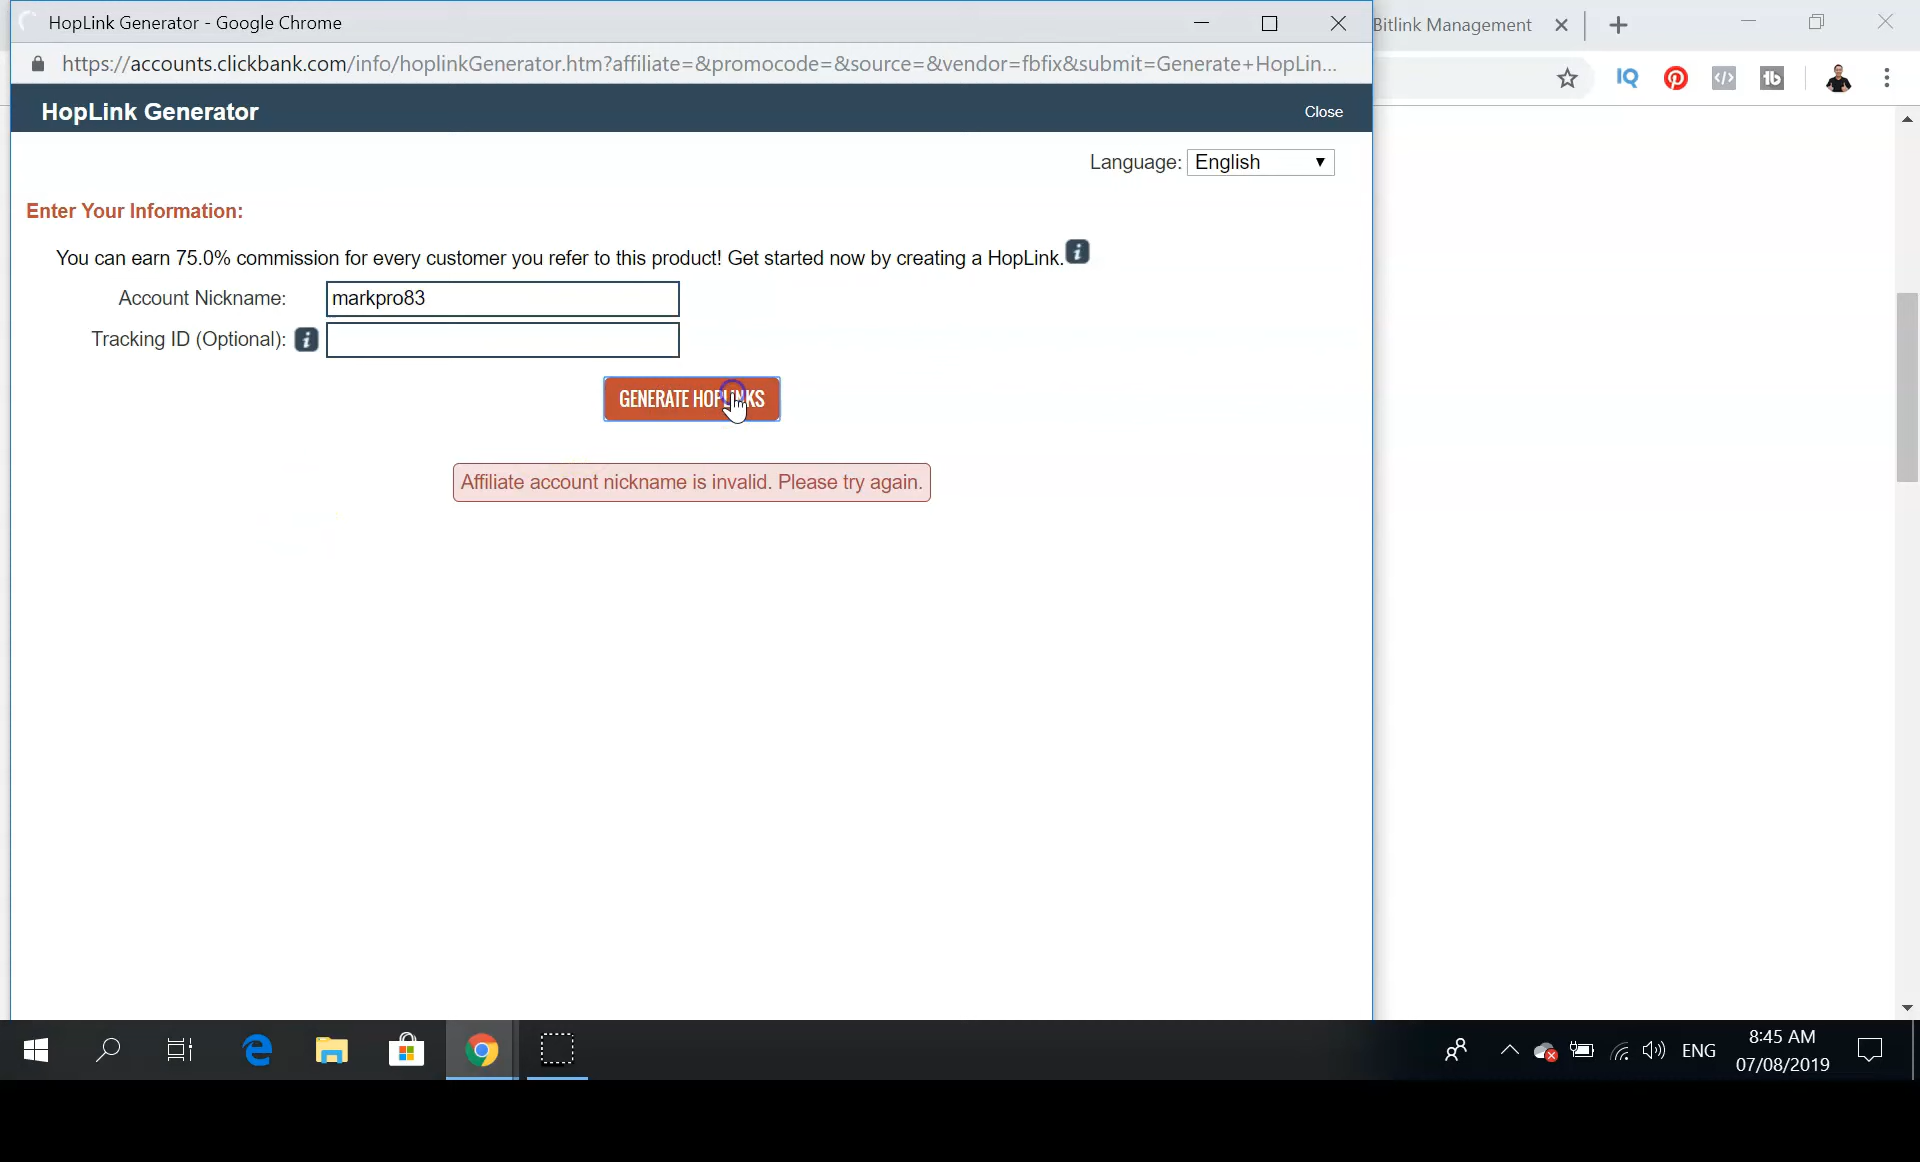 HopLink Generator - Google Chrome
Bitlink Management
https://accounts.clickbank.com/info/hoplinkGenerator.htm?affiliate=&promocode=&source=&vendor=fbfix&submit=Generate+HopLin...
IQ
</>
tb
HopLink Generator
Close
Language: English
Enter Your Information:
You can earn 75.0% commission for every customer you refer to this product! Get started now by creating a HopLink.
Account Nickname: markpro83
Tracking ID (Optional):
GENERATE HOPLINKS
Affiliate account nickname is invalid. Please try again.
ENG
8:45 AM
07/08/2019